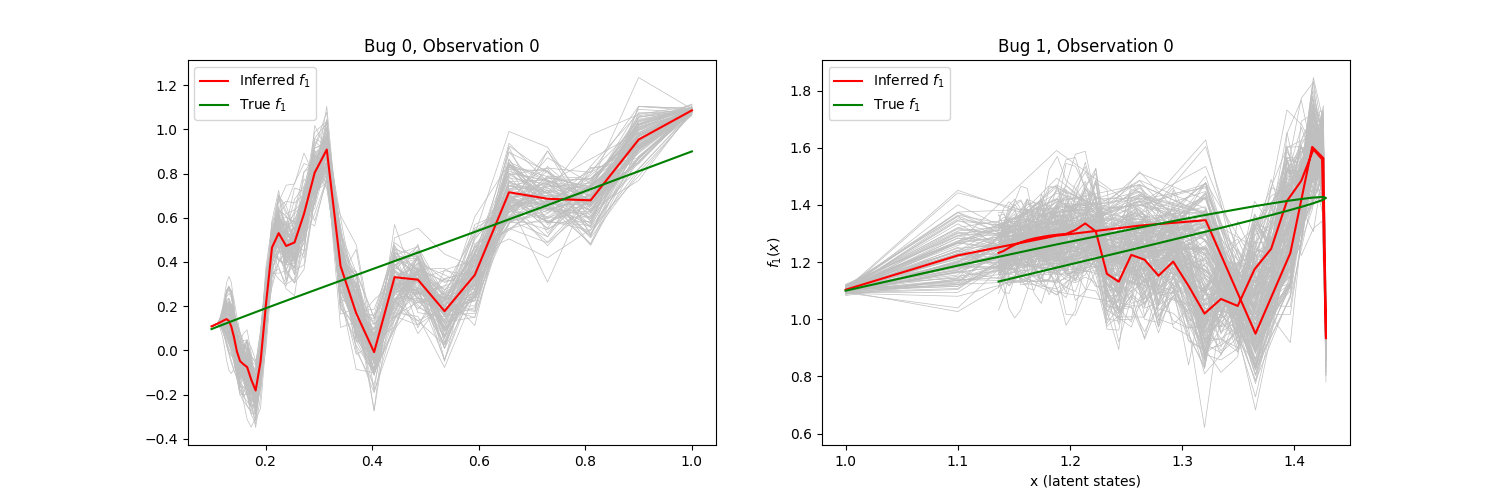 Bug 0, Observation 0
Inferred f₁
True f₁
1.2
1.0
0.8
0.6
0.4
0.2
0.0
−0.2
−0.4
0.2 0.4 0.6 0.8 1.0
Bug 1, Observation 0
Inferred f₁
True f₁
f₁(x)
1.8
1.6
1.4
1.2
1.0
0.8
0.6
1.0 1.1 1.2 1.3 1.4
x (latent states)